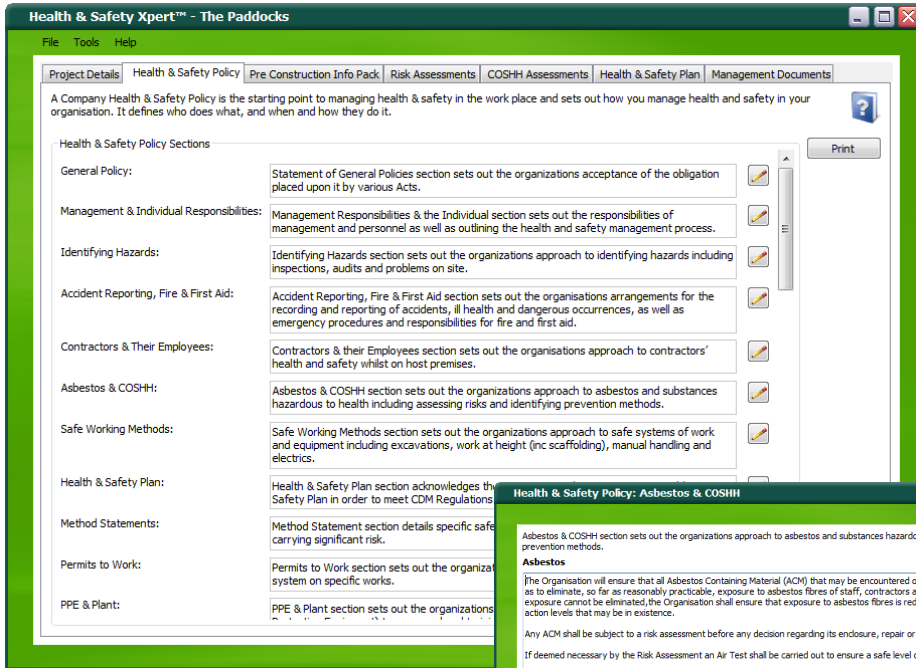 Health & Safety Xpert™ - The Paddocks
File Tools Help
Project Details Health & Safety Policy Pre Construction Info Pack Risk Assessments COSHH Assessments Health & Safety Plan Management Documents
A Company Health & Safety Policy is the starting point to managing health & safety in the work place and sets out how you manage health and safety in your
organisation. It defines who does what, and when and how they do it.
Print
Health & Safety Policy Sections
General Policy:
Statement of General Policies section sets out the organizations acceptance of the obligation
placed upon it by various Acts.
Management & Individual Responsibilities:
Management Responsibilities & the Individual section sets out the responsibilities of
management and personnel as well as outlining the health and safety management process.
Identifying Hazards:
Identifying Hazards section sets out the organizations approach to identifying hazards including
inspections, audits and problems on site.
Accident Reporting, Fire & First Aid:
Accident Reporting, Fire & First Aid section sets out the organisations arrangements for the
recording and reporting of accidents, ill health and dangerous occurrences, as well as
emergency procedures and responsibilities for fire and first aid.
Contractors & Their Employees:
Contractors & their Employees section sets out the organisations approach to contractors'
health and safety whilst on host premises.
Asbestos & COSHH:
Asbestos & COSHH section sets out the organizations approach to asbestos and substances
hazardous to health including assessing risks and identifying prevention methods.
Safe Working Methods:
Safe Working Methods section sets out the organizations approach to safe systems of work
and equipment including excavations, work at height (inc scaffolding), manual handling and
electrics.
Health & Safety Plan:
Health & Safety Plan section acknowledges
Safety Plan in order to meet CDM Regulations
Method Statements:
Method Statement section details specific safe
carrying significant risk.
Permits to Work:
Permits to Work section sets out the
system on specific works.
PPE & Plant:
PPE & Plant section sets out the organizations
Health & Safety Policy: Asbestos & COSHH
Asbestos & COSHH section sets out the organizations approach to asbestos and substances
prevention methods.
Asbestos
The Organisation will ensure that all Asbestos Containing Material (ACM) that may be encountered
as to eliminate, so far as reasonably practicable, exposure to asbestos fibres of staff, contractors
exposure cannot be eliminated,the Organisation shall ensure that exposure to asbestos fibres is
action levels that may be in existence.
Any ACM shall be subject to a risk assessment before any decision regarding its enclosure, repair or
If deemed necessary by the Risk Assessment an Air Test shall be carried out to ensure a safe level